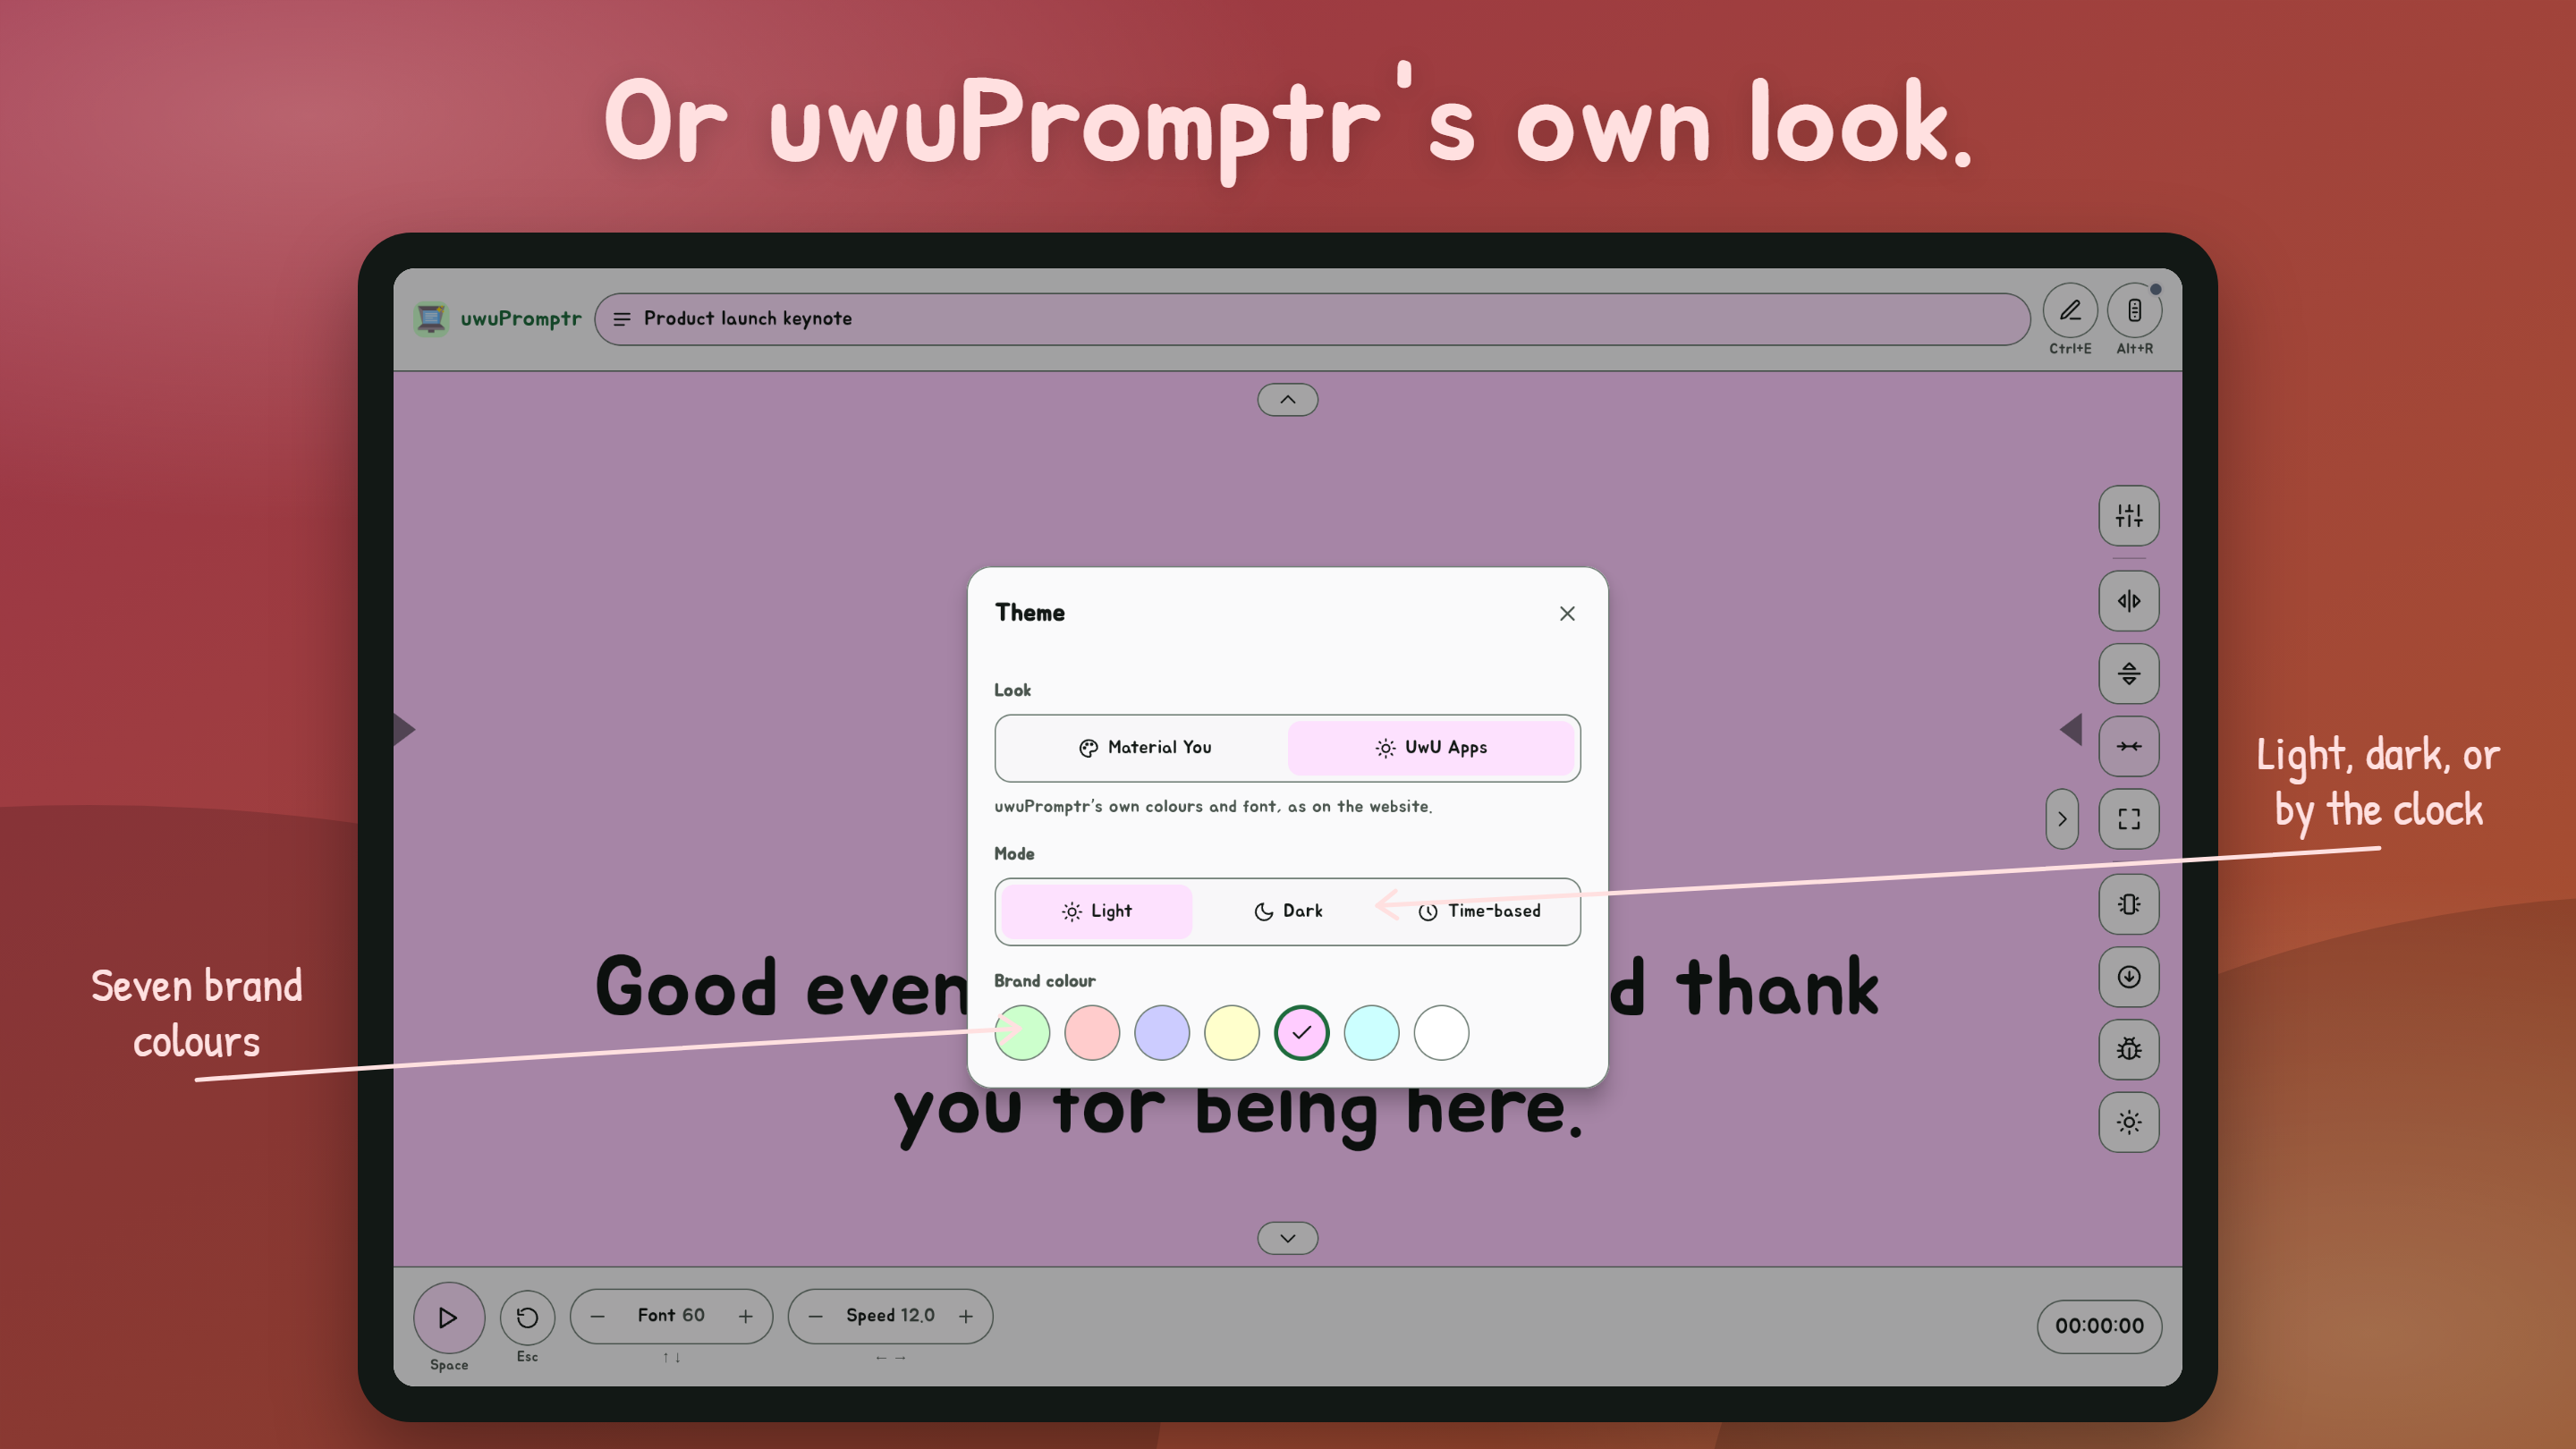 Or uwuPromptr's own look.
uwuPromptr
Product launch keynote
Ctrl+E
Alt+R
Theme
Look
Material You
UwU Apps
uwuPromptr's own colours and font, as on the website.
Mode
Light
Dark
Time-based
Brand colour
Good even
d thank
you for being here.
Light, dark, or
by the clock
Seven brand
colours
Space
Esc
− Font 60 +
↑ ↓
− Speed 12.0 +
← →
00:00:00